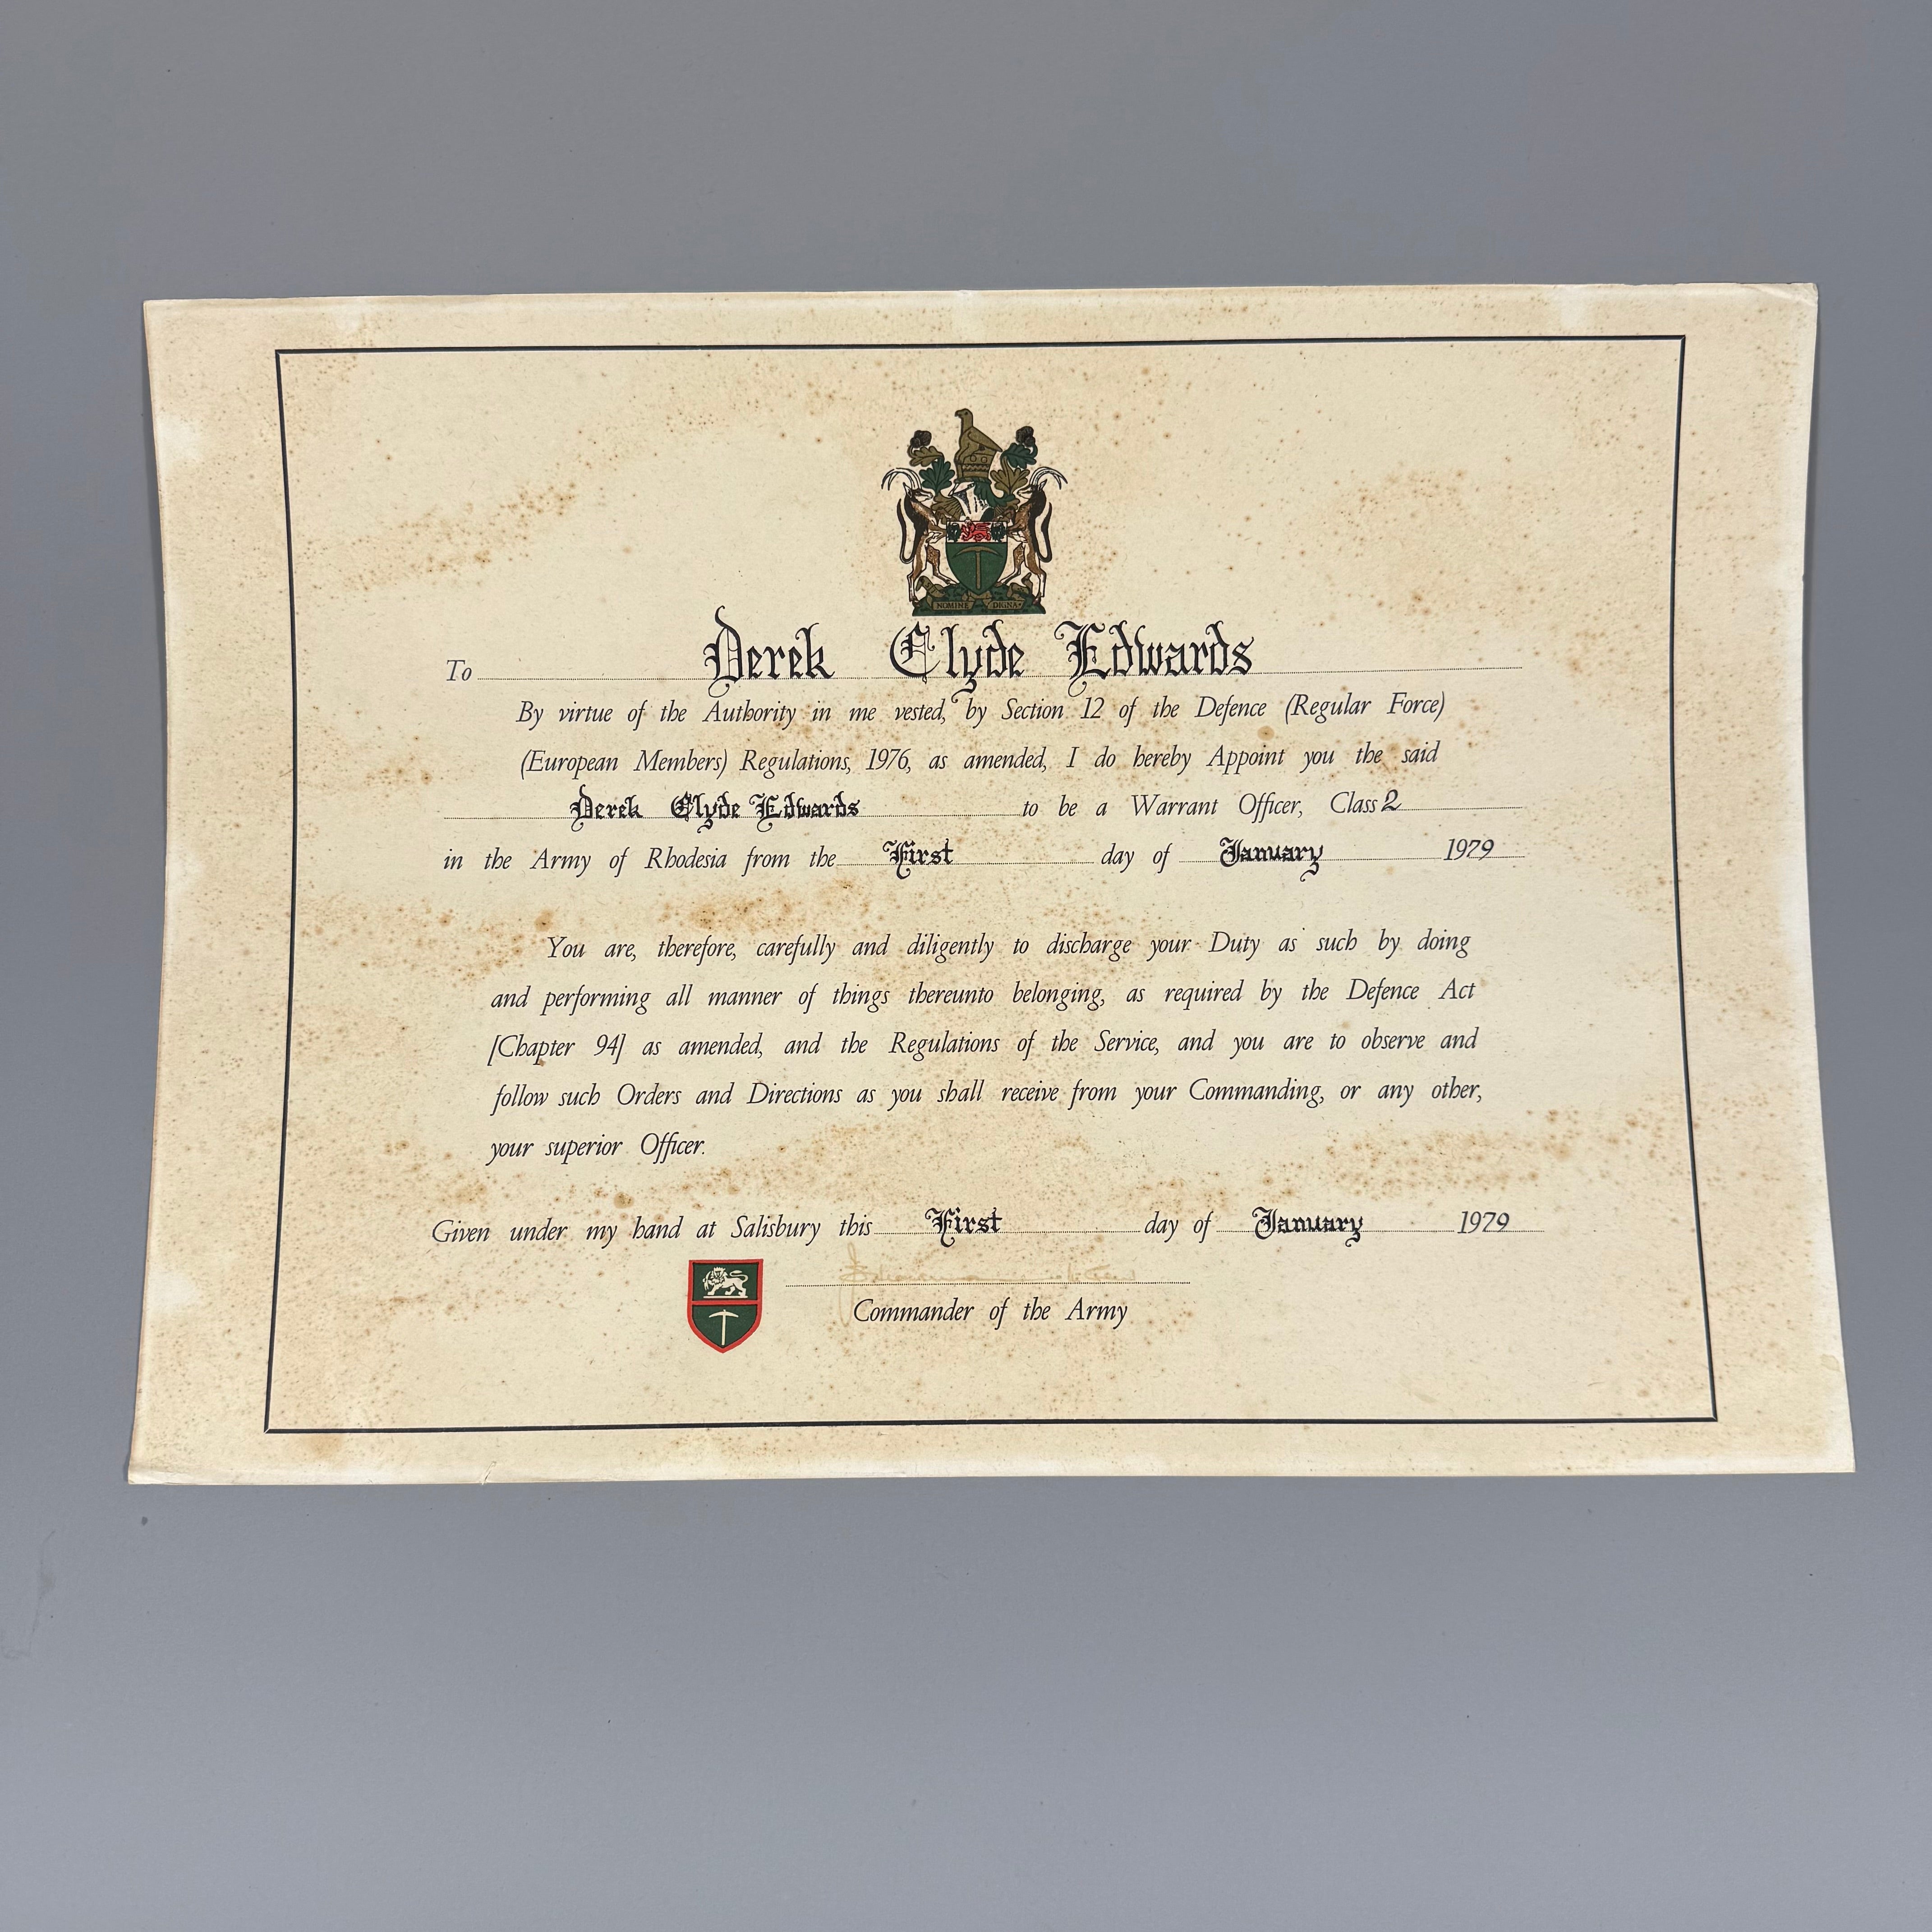 NOMINE DIGNA
To Derek Clyde Edwards
By virtue of the Authority in me vested, by Section 12 of the Defence (Regular Force)
(European Members) Regulations, 1976, as amended, I do hereby Appoint you the said
Derek Clyde Edwards to be a Warrant Officer, Class 2
in the Army of Rhodesia from the First day of January 1979
You are, therefore, carefully and diligently to discharge your Duty as such by doing
and performing all manner of things thereunto belonging, as required by the Defence Act
[Chapter 94] as amended, and the Regulations of the Service, and you are to observe and
follow such Orders and Directions as you shall receive from your Commanding, or any other,
your superior Officer.
Given under my hand at Salisbury this First day of January 1979
Commander of the Army